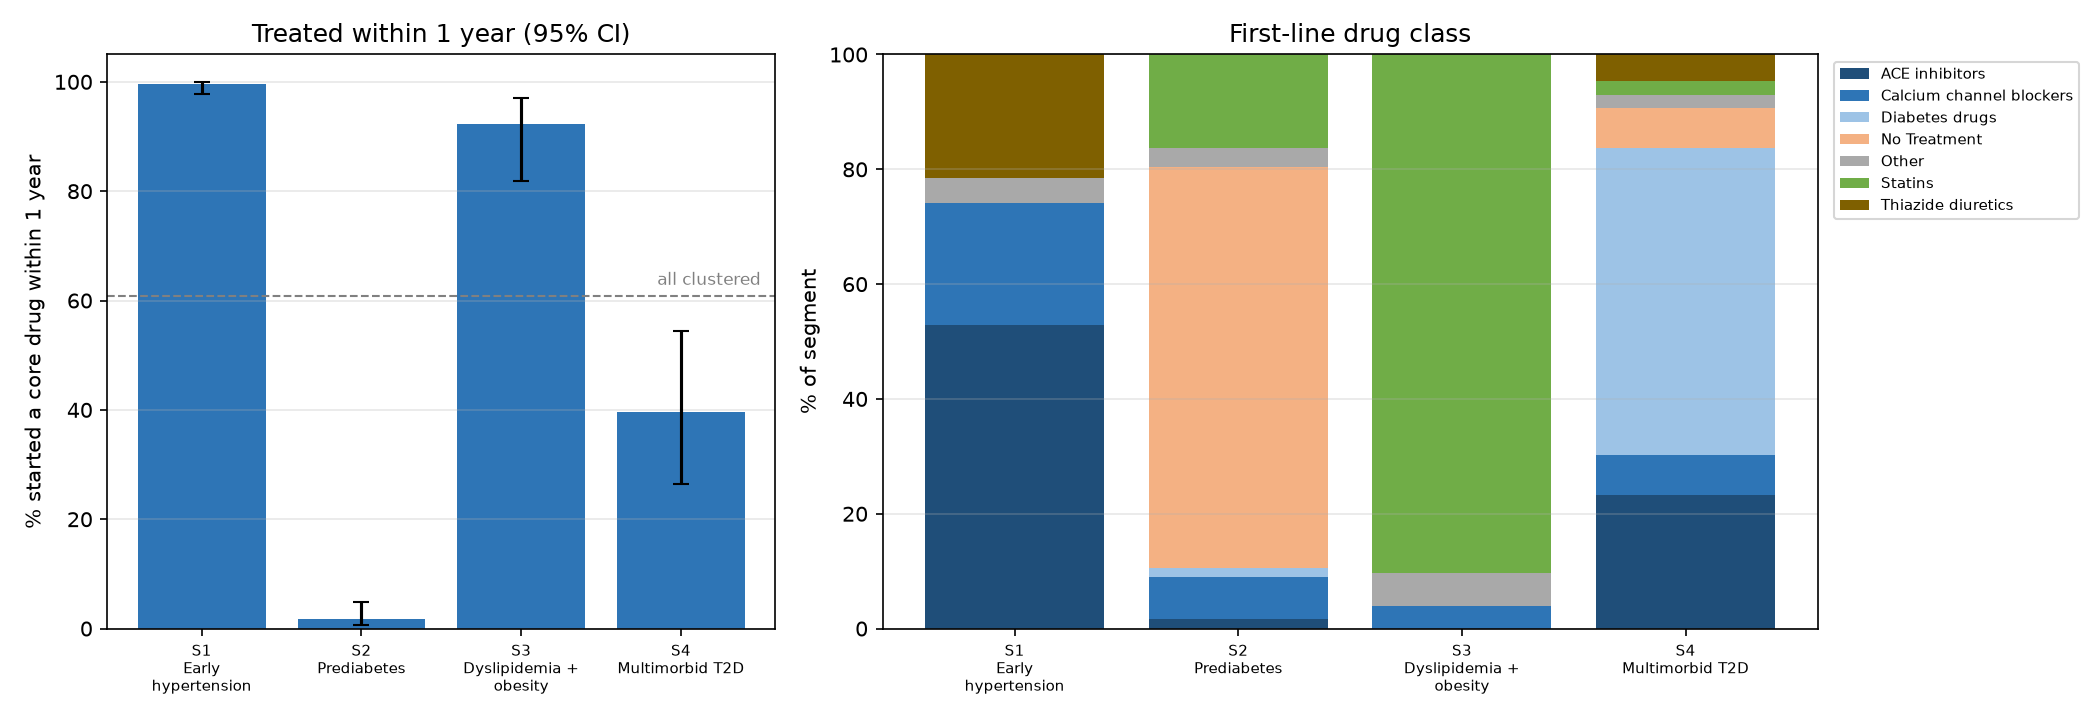 Treated within 1 year (95% CI)
% started a core drug within 1 year
100
80
60
40
20
0
all clustered
S1
Early
hypertension
S2
Prediabetes
S3
Dyslipidemia +
obesity
S4
Multimorbid T2D
First-line drug class
% of segment
100
80
60
40
20
0
S1
Early
hypertension
S2
Prediabetes
S3
Dyslipidemia +
obesity
S4
Multimorbid T2D
ACE inhibitors
Calcium channel blockers
Diabetes drugs
No Treatment
Other
Statins
Thiazide diuretics